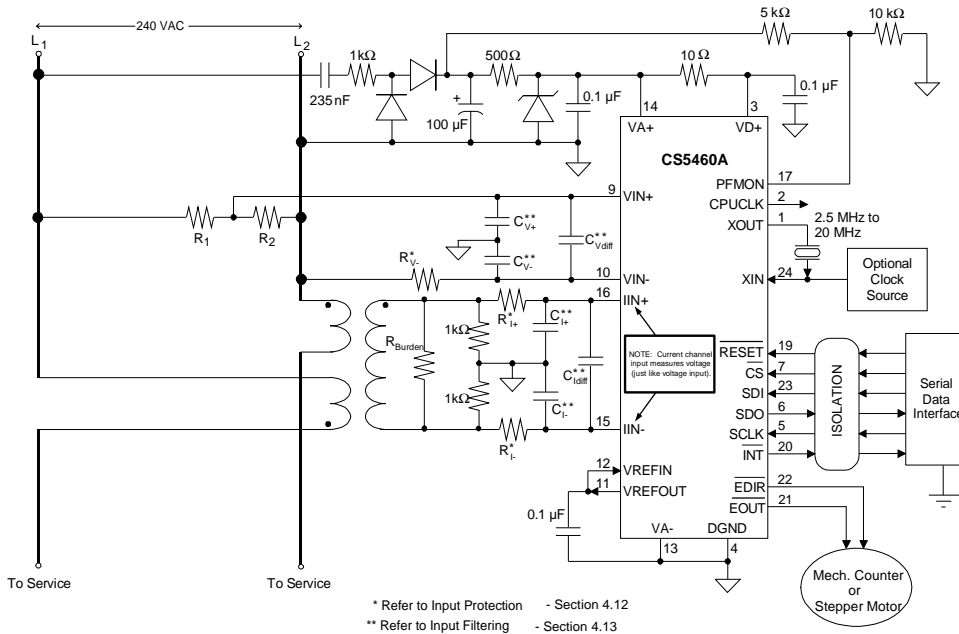 240 VAC
L1
L2
5 kΩ
10 kΩ
1kΩ
500Ω
10 Ω
235nF
+
100 µF
0.1 µF
0.1 µF
14
3
VA+
VD+
CS5460A
9
VIN+
PFMON
17
CPUCLK
2
XOUT
1
2.5 MHz to
20 MHz
R1
R2
CV+**
CVdiff**
CV-**
RV-*
10
VIN-
XIN
24
Optional
Clock
Source
16
IIN+
RI+*
CI+**
1kΩ
RBurden
NOTE: Current channel
input measures voltage
(just like voltage input).
CIdiff**
1kΩ
CI-**
RI-*
15
IIN-
RESET
19
CS
7
SDI
23
SDO
6
SCLK
5
INT
20
ISOLATION
Serial
Data
Interface
12
VREFIN
11
VREFOUT
EDIR
22
EOUT
21
0.1 µF
VA-
DGND
13
4
To Service
To Service
Mech. Counter
or
Stepper Motor
* Refer to Input Protection - Section 4.12
** Refer to Input Filtering - Section 4.13